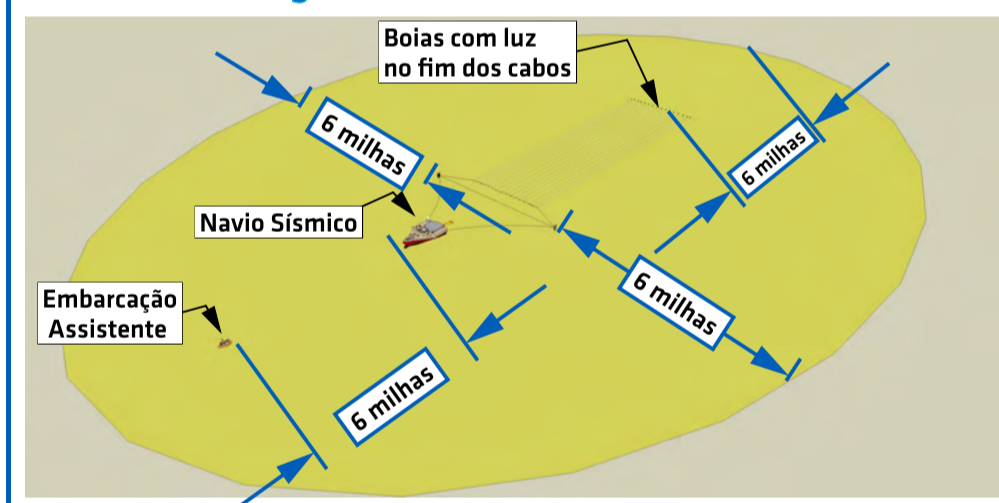 Boias com luz
no fim dos cabos
6 milhas
6 milhas
Navio Sísmico
6 milhas
Embarcação
Assistente
6 milhas